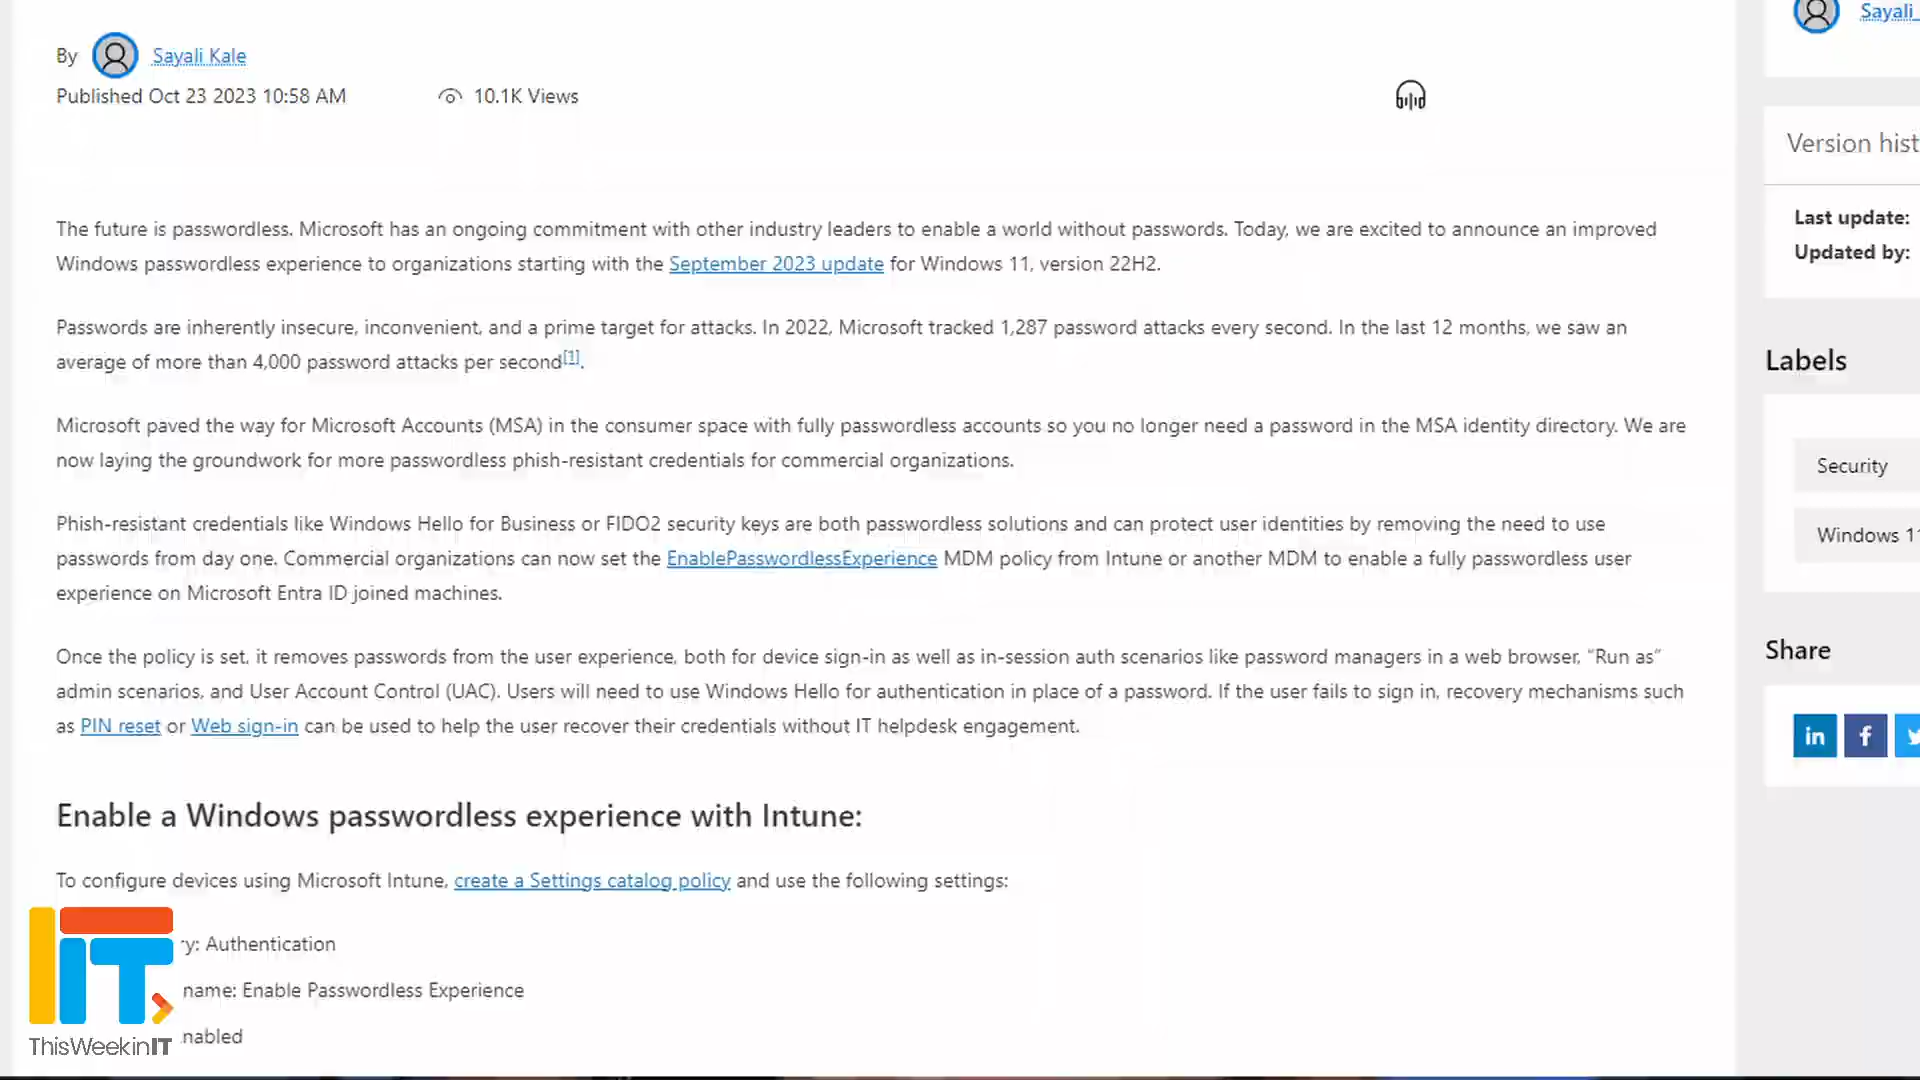 By Sayali Kale
Published Oct 23 2023 10:58 AM 10.1K Views
The future is passwordless. Microsoft has an ongoing commitment with other industry leaders to enable a world without passwords. Today, we are excited to announce an improved
Windows passwordless experience to organizations starting with the September 2023 update for Windows 11, version 22H2.
Passwords are inherently insecure, inconvenient, and a prime target for attacks. In 2022, Microsoft tracked 1,287 password attacks every second. In the last 12 months, we saw an
average of more than 4,000 password attacks per second[1].
Microsoft paved the way for Microsoft Accounts (MSA) in the consumer space with fully passwordless accounts so you no longer need a password in the MSA identity directory. We are
now laying the groundwork for more passwordless phish-resistant credentials for commercial organizations.
Phish-resistant credentials like Windows Hello for Business or FIDO2 security keys are both passwordless solutions and can protect user identities by removing the need to use
passwords from day one. Commercial organizations can now set the EnablePasswordlessExperience MDM policy from Intune or another MDM to enable a fully passwordless user
experience on Microsoft Entra ID joined machines.
Once the policy is set, it removes passwords from the user experience, both for device sign-in as well as in-session auth scenarios like password managers in a web browser, “Run as”
admin scenarios, and User Account Control (UAC). Users will need to use Windows Hello for authentication in place of a password. If the user fails to sign in, recovery mechanisms such
as PIN reset or Web sign-in can be used to help the user recover their credentials without IT helpdesk engagement.
Enable a Windows passwordless experience with Intune:
To configure devices using Microsoft Intune, create a Settings catalog policy and use the following settings:
ry: Authentication
name: Enable Passwordless Experience
nabled
IT
ThisWeekinIT
Sayali
Version hist
Last update:
Updated by:
Labels
Security
Windows 11
Share
in f